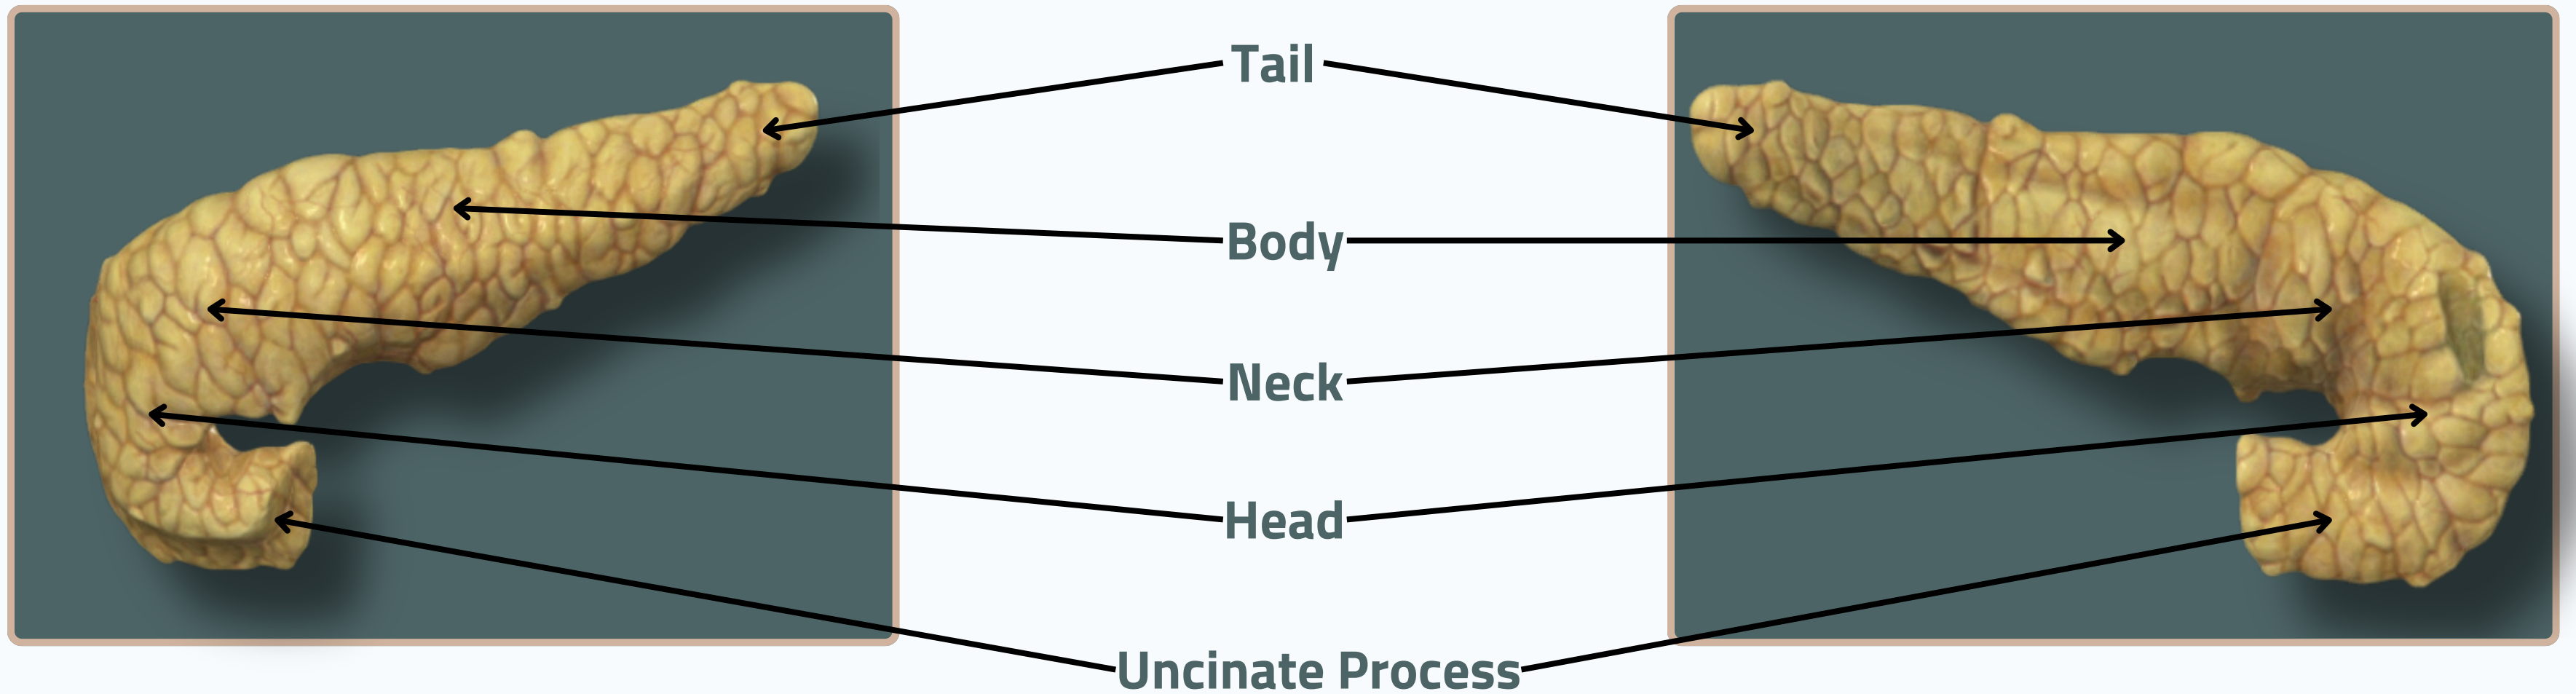 Tail
Body
Neck
Head
Uncinate Process